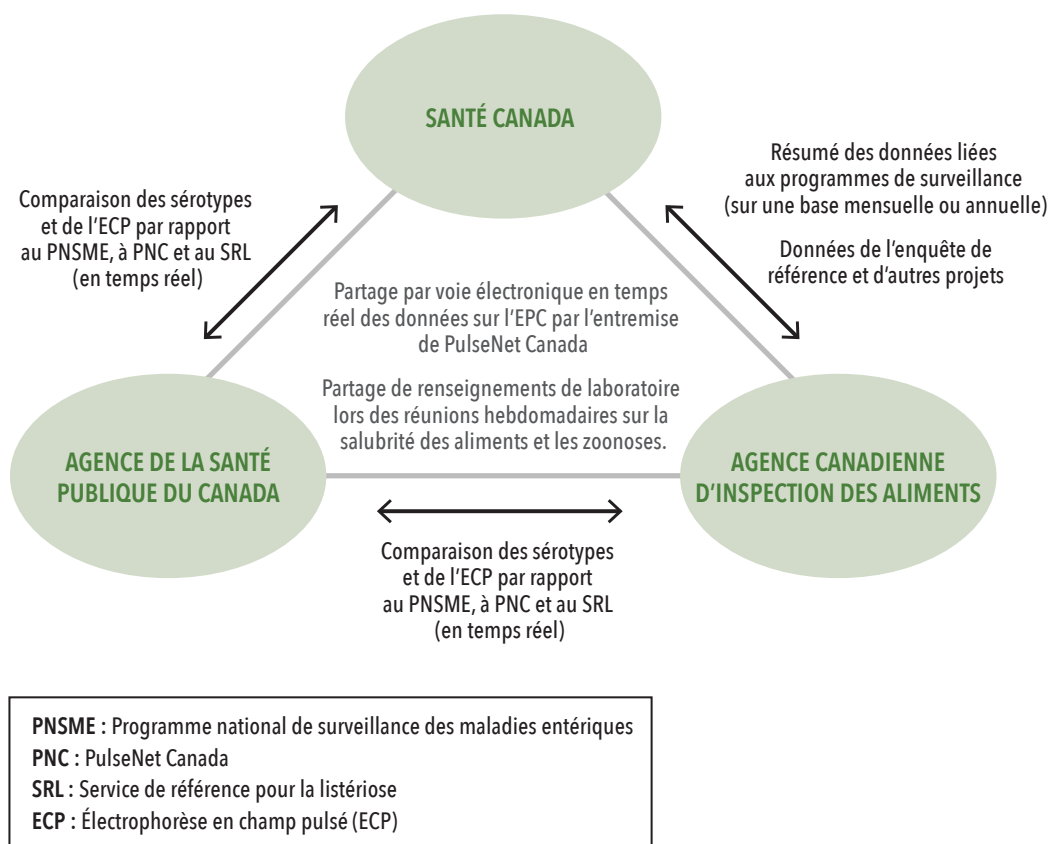 SANTÉ CANADA
Comparaison des sérotypes
et de l'ECP par rapport
au PNSME, à PNC et au SRL
(en temps réel)
Résumé des données liées
aux programmes de surveillance
(sur une base mensuelle ou annuelle)
Données de l'enquête de
référence et d'autres projets
Partage par voie électronique en temps
réel des données sur l'EPC par l'entremise
de PulseNet Canada
Partage de renseignements de laboratoire
lors des réunions hebdomadaires sur la
salubrité des aliments et les zoonoses.
AGENCE DE LA SANTÉ
PUBLIQUE DU CANADA
AGENCE CANADIENNE
D'INSPECTION DES ALIMENTS
Comparaison des sérotypes
et de l'ECP par rapport
au PNSME, à PNC et au SRL
(en temps réel)
PNSME : Programme national de surveillance des maladies entériques
PNC : PulseNet Canada
SRL : Service de référence pour la listériose
ECP : Électrophorèse en champ pulsé (ECP)